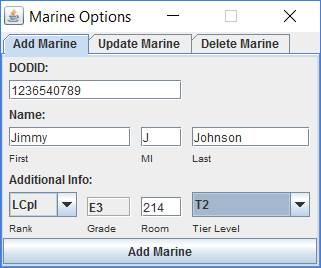 Marine Options
Add Marine Update Marine Delete Marine
DODID:
1236540789
Name:
Jimmy J Johnson
First MI Last
Additional Info:
LCpl E3 214 T2
Rank Grade Room Tier Level
Add Marine